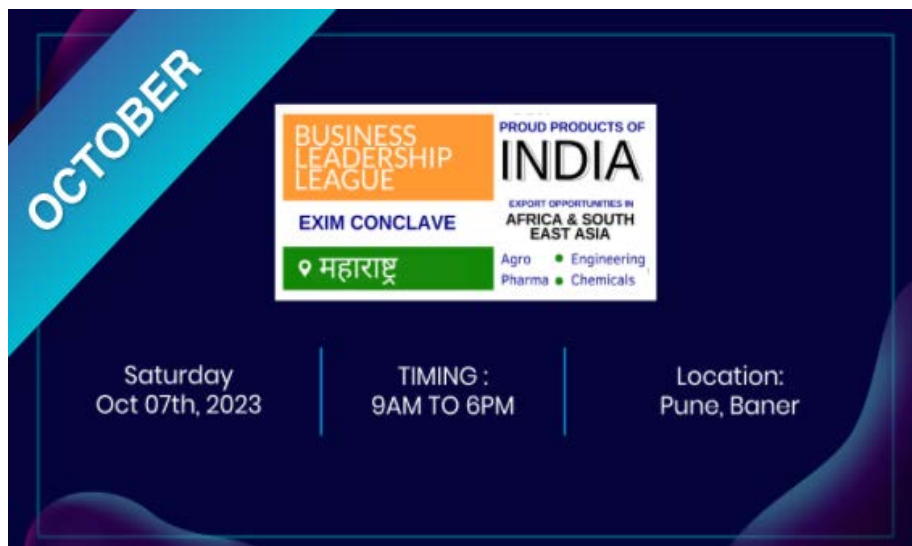 OCTOBER
BUSINESS
LEADERSHIP
LEAGUE
EXIM CONCLAVE
महाराष्ट्र
PROUD PRODUCTS OF
INDIA
EXPORT OPPORTUNITIES IN
AFRICA & SOUTH
EAST ASIA
Agro • Engineering
Pharma • Chemicals
Saturday
Oct 07th, 2023
TIMING :
9AM TO 6PM
Location:
Pune, Baner